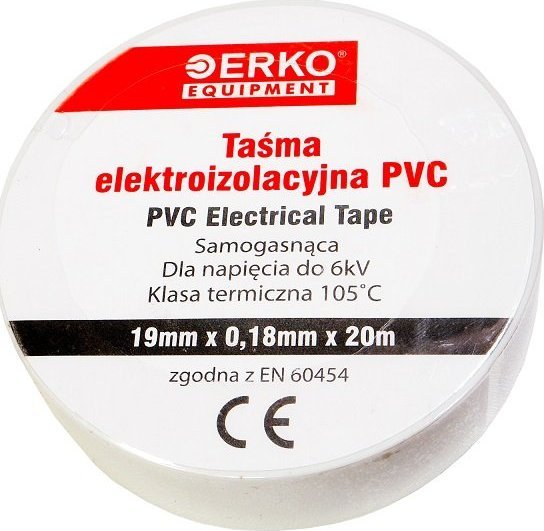 ERKO®
EQUIPMENT
Taśma
elektroizolacyjna PVC
PVC Electrical Tape
Samogasnąca
Dla napięcia do 6kV
Klasa termiczna 105°C
19mm x 0,18mm x 20m
zgodna z EN 60454
CE